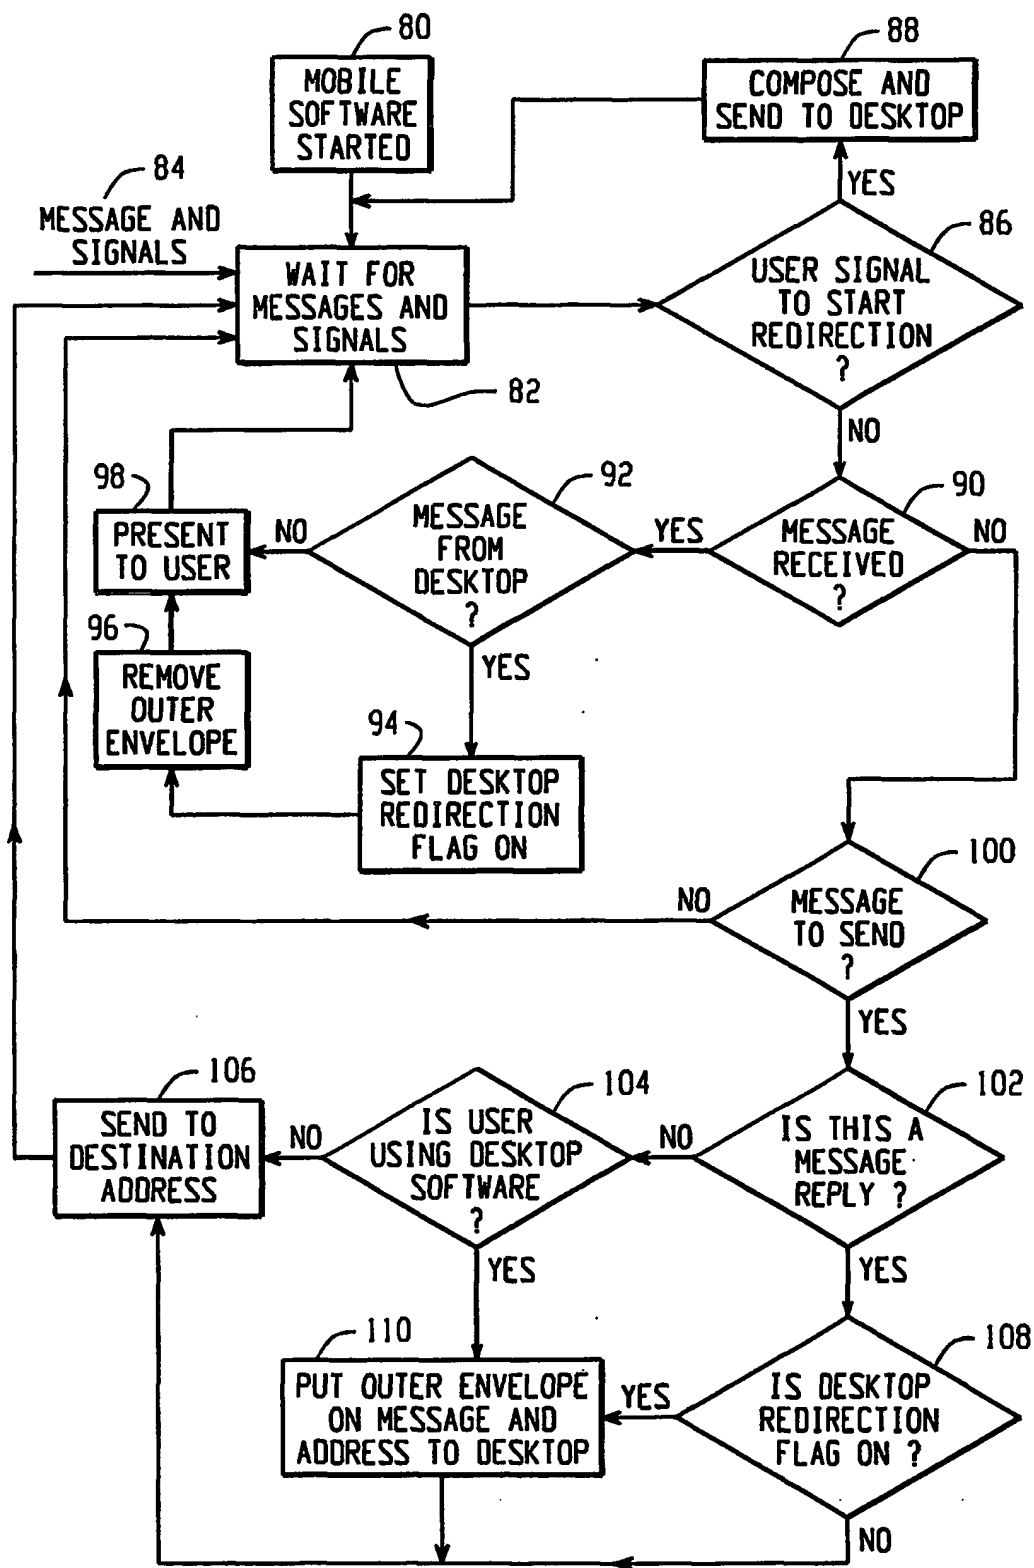 80
MOBILE
SOFTWARE
STARTED
88
COMPOSE AND
SEND TO DESKTOP
YES
84
MESSAGE AND
SIGNALS
WAIT FOR
MESSAGES AND
SIGNALS
82
86
USER SIGNAL
TO START
REDIRECTION
?
NO
90
MESSAGE
RECEIVED
?
YES
NO
92
MESSAGE
FROM
DESKTOP
?
NO
YES
98
PRESENT
TO USER
96
REMOVE
OUTER
ENVELOPE
94
SET DESKTOP
REDIRECTION
FLAG ON
100
MESSAGE
TO SEND
?
NO
YES
102
IS THIS A
MESSAGE
REPLY ?
NO
YES
104
IS USER
USING DESKTOP
SOFTWARE
?
NO
YES
106
SEND TO
DESTINATION
ADDRESS
108
IS DESKTOP
REDIRECTION
FLAG ON ?
YES
NO
110
PUT OUTER ENVELOPE
ON MESSAGE AND
ADDRESS TO DESKTOP